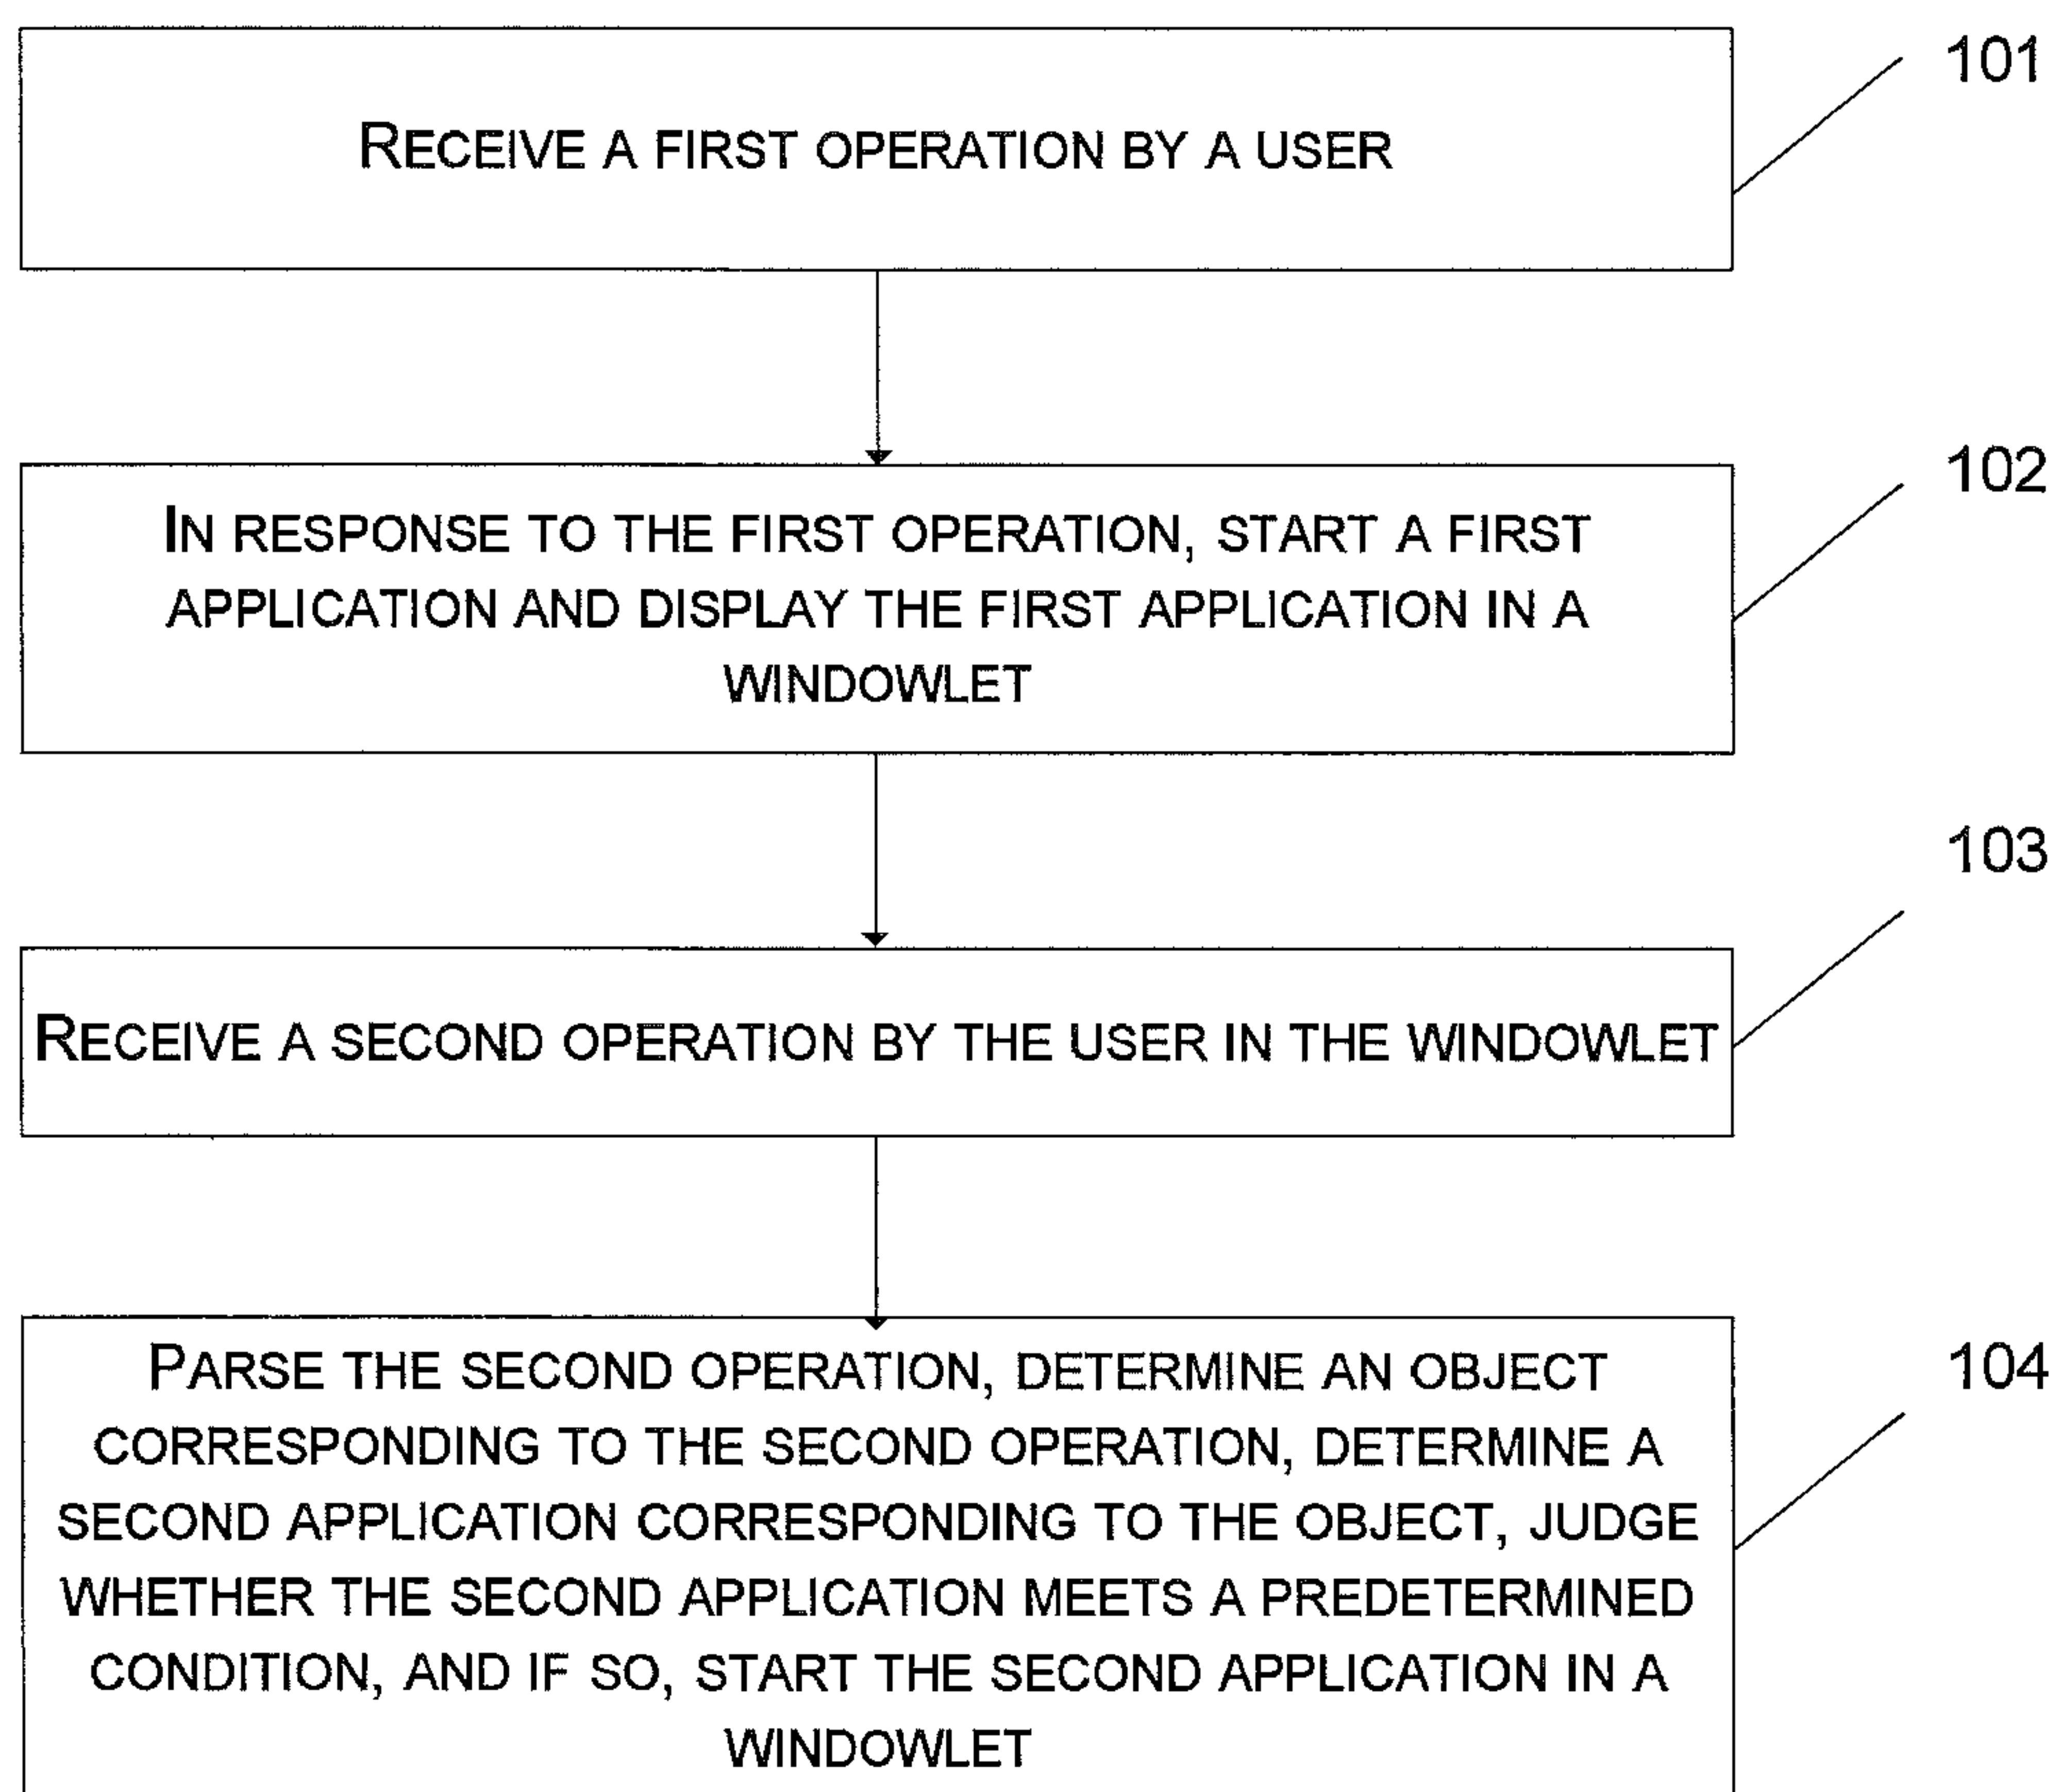 RECEIVE A FIRST OPERATION BY A USER
101
IN RESPONSE TO THE FIRST OPERATION, START A FIRST
APPLICATION AND DISPLAY THE FIRST APPLICATION IN A
WINDOWLET
102
RECEIVE A SECOND OPERATION BY THE USER IN THE WINDOWLET
103
PARSE THE SECOND OPERATION, DETERMINE AN OBJECT
CORRESPONDING TO THE SECOND OPERATION, DETERMINE A
SECOND APPLICATION CORRESPONDING TO THE OBJECT, JUDGE
WHETHER THE SECOND APPLICATION MEETS A PREDETERMINED
CONDITION, AND IF SO, START THE SECOND APPLICATION IN A
WINDOWLET
104